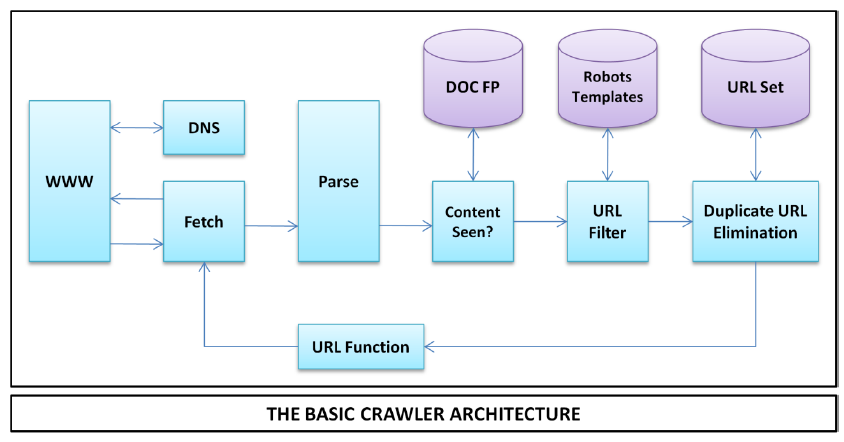 DOC FP
Robots
Templates
URL Set
WWW
DNS
Fetch
Parse
Content
Seen?
URL
Filter
Duplicate URL
Elimination
URL Function
THE BASIC CRAWLER ARCHITECTURE